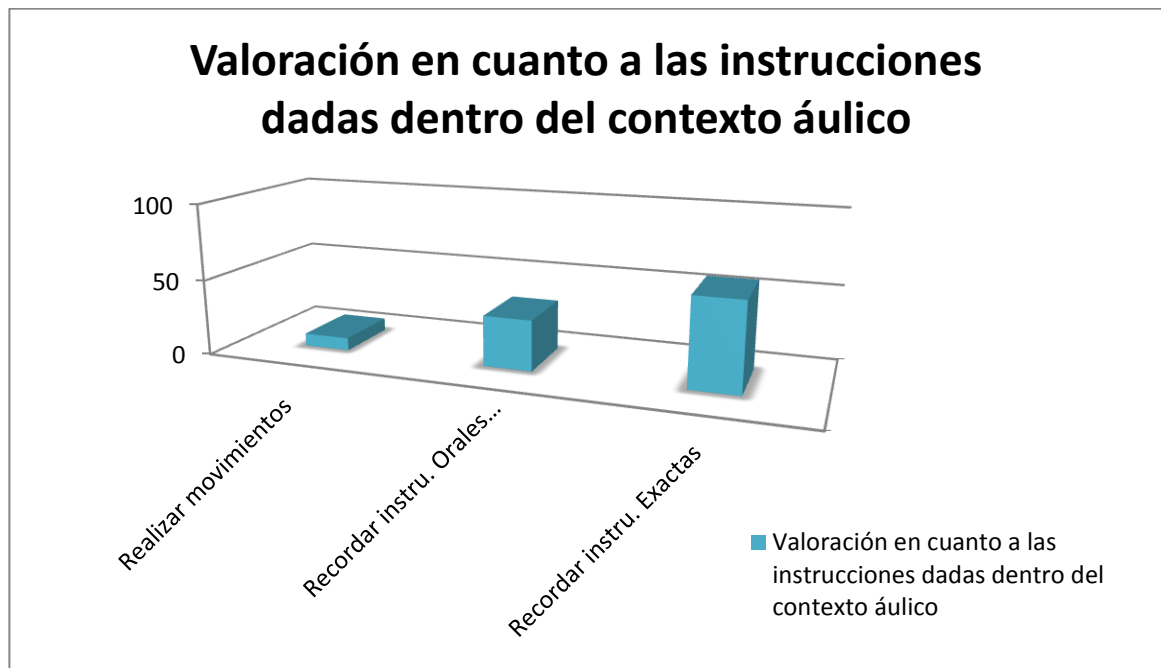 Valoración en cuanto a las instrucciones
dadas dentro del contexto áulico
100
50
0
Realizar movimientos
Recordar instru. Orales...
Recordar instru. Exactas
Valoración en cuanto a las
instrucciones dadas dentro del
contexto áulico